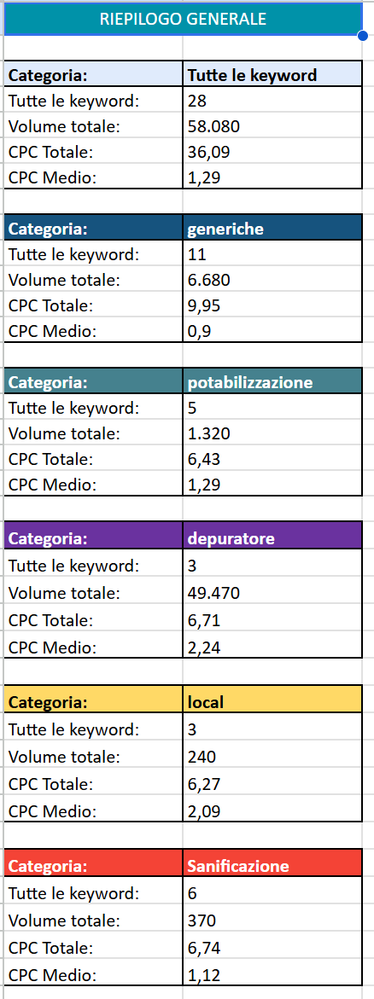 RIEPILOGO GENERALE
Categoria: Tutte le keyword
Tutte le keyword: 28
Volume totale: 58.080
CPC Totale: 36,09
CPC Medio: 1,29
Categoria: generiche
Tutte le keyword: 11
Volume totale: 6.680
CPC Totale: 9,95
CPC Medio: 0,9
Categoria: potabilizzazione
Tutte le keyword: 5
Volume totale: 1.320
CPC Totale: 6,43
CPC Medio: 1,29
Categoria: depuratore
Tutte le keyword: 3
Volume totale: 49.470
CPC Totale: 6,71
CPC Medio: 2,24
Categoria: local
Tutte le keyword: 3
Volume totale: 240
CPC Totale: 6,27
CPC Medio: 2,09
Categoria: Sanificazione
Tutte le keyword: 6
Volume totale: 370
CPC Totale: 6,74
CPC Medio: 1,12